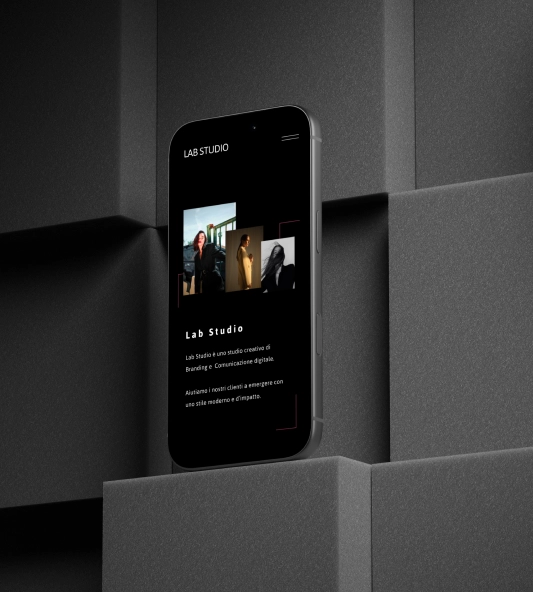 LAB STUDIO
Lab Studio
Lab Studio è uno studio creativo di
Branding e Comunicazione digitale.
Aiutiamo i nostri clienti a emergere con
uno stile moderno e d'impatto.